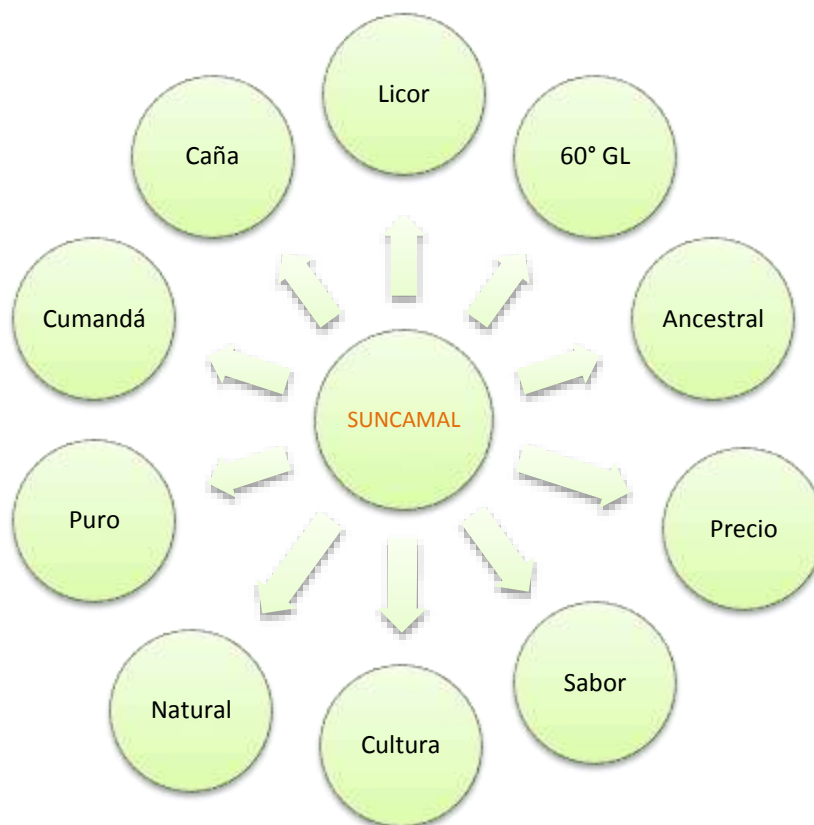 Licor
60° GL
Caña
Cumandá
Ancestral
SUNCAMAL
Puro
Precio
Natural
Sabor
Cultura